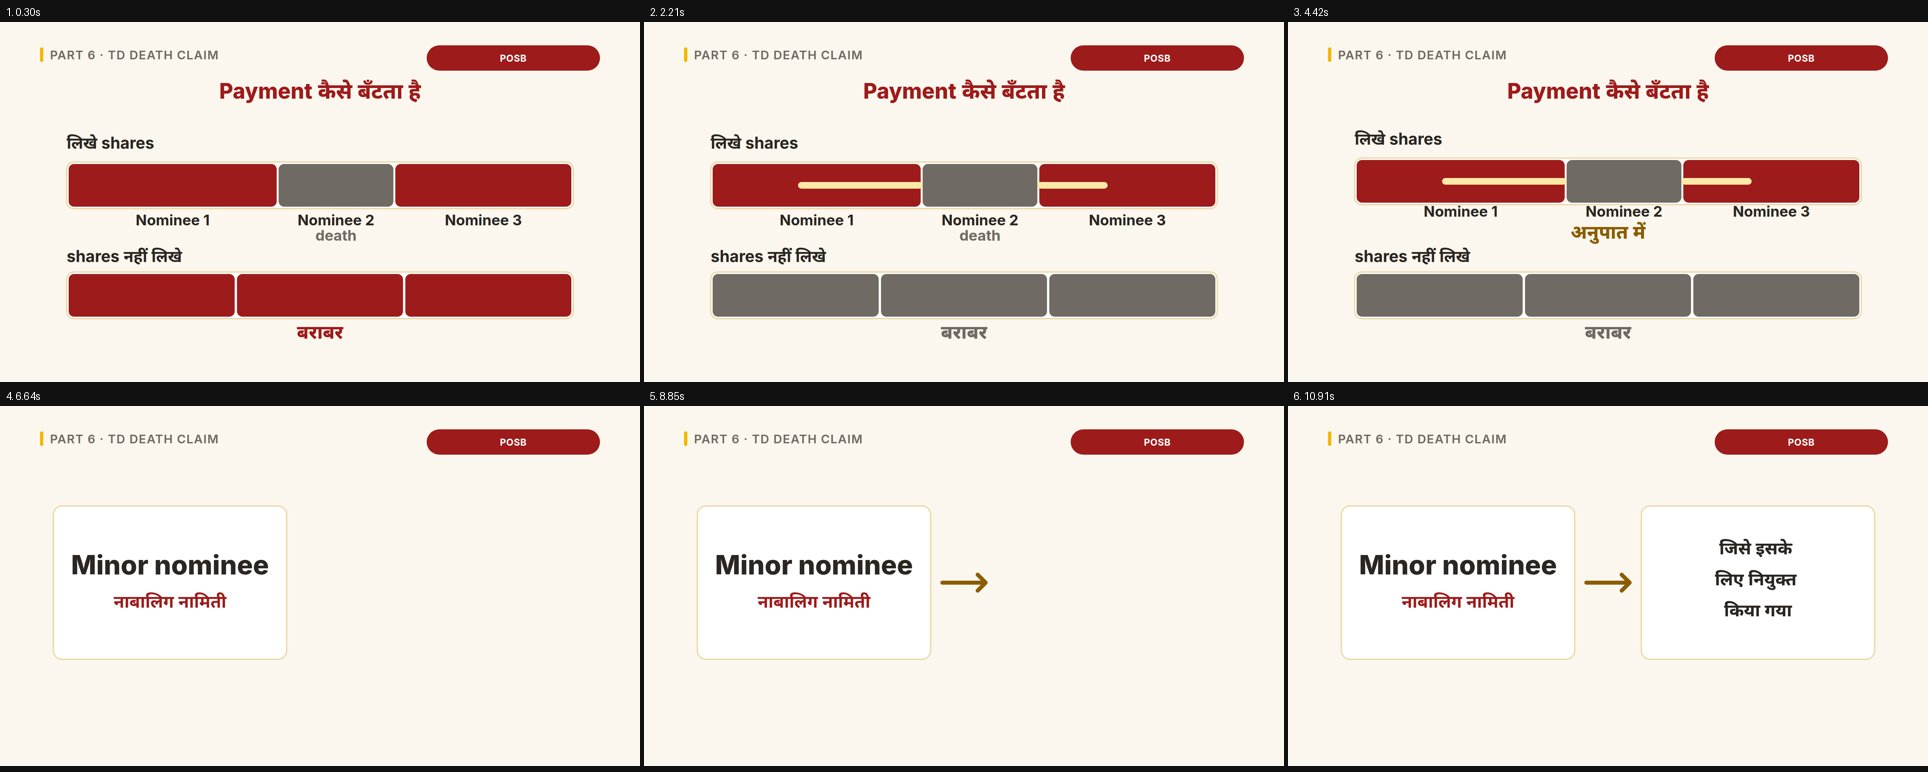 1. 0.30s
PART 6 · TD DEATH CLAIM
POSB
Payment कैसे बँटता है
लिखे shares
Nominee 1 Nominee 2 Nominee 3
death
shares नहीं लिखे
बराबर
2. 2.21s
PART 6 · TD DEATH CLAIM
POSB
Payment कैसे बँटता है
लिखे shares
Nominee 1 Nominee 2 Nominee 3
death
shares नहीं लिखे
बराबर
3. 4.42s
PART 6 · TD DEATH CLAIM
POSB
Payment कैसे बँटता है
लिखे shares
Nominee 1 Nominee 2 Nominee 3
अनुपात में
shares नहीं लिखे
बराबर
4. 6.64s
PART 6 · TD DEATH CLAIM
POSB
Minor nominee
नाबालिग नामिती
5. 8.85s
PART 6 · TD DEATH CLAIM
POSB
Minor nominee
नाबालिग नामिती
6. 10.91s
PART 6 · TD DEATH CLAIM
POSB
Minor nominee
नाबालिग नामिती
जिसे इसके
लिए नियुक्त
किया गया